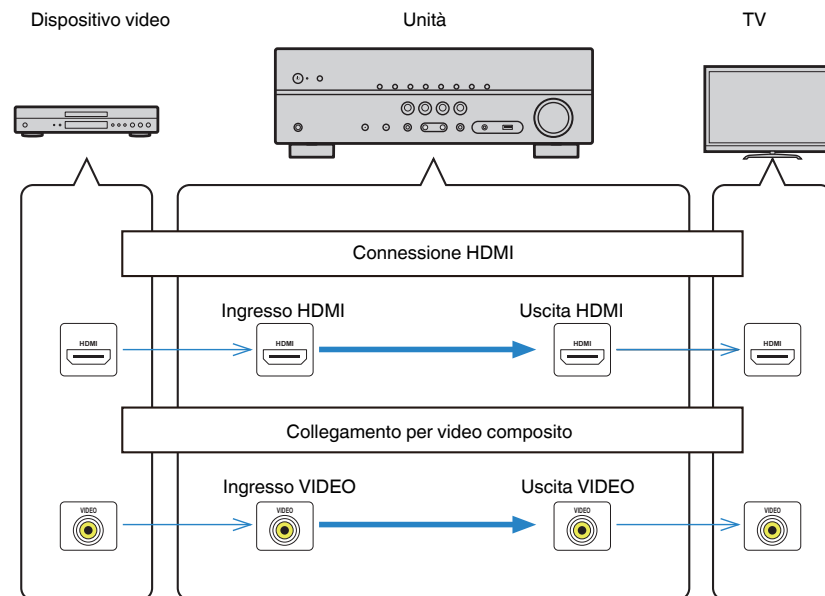 Dispositivo video
Unità
TV
Connessione HDMI
Ingresso HDMI
Uscita HDMI
HDMI
HDMI
HDMI
HDMI
Collegamento per video composito
Ingresso VIDEO
Uscita VIDEO
VIDEO
VIDEO
VIDEO
VIDEO